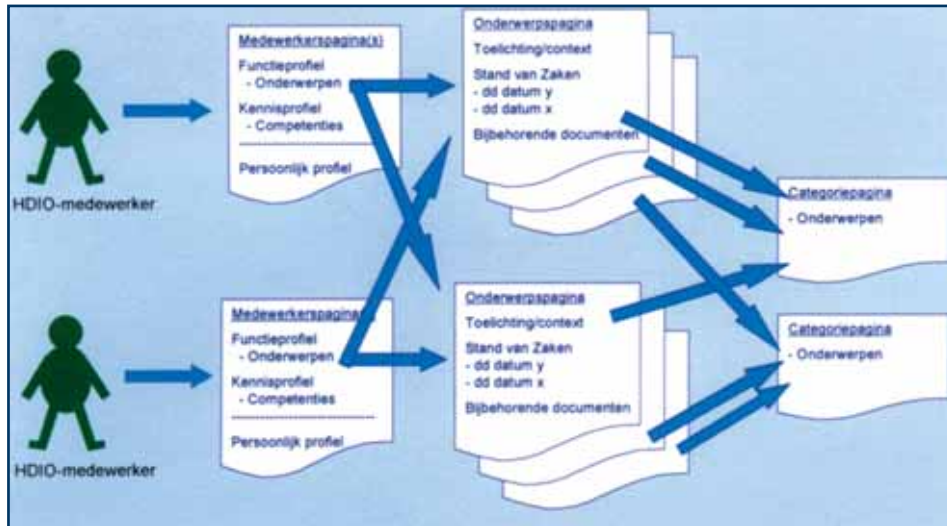 HDIO-medewerker
Medewerkerspagina(s)
Functieprofiel
- Onderwerpen
Kennisprofiel
- Competenties
Persoonlijk profiel
Onderwerpspagina
Toelichting/context
Stand van Zaken
- dd datum y
- dd datum x
Bijbehorende documenten
Categoriepagina
- Onderwerpen
HDIO-medewerker
Medewerkerspagina(s)
Functieprofiel
- Onderwerpen
Kennisprofiel
- Competenties
Persoonlijk profiel
Onderwerpspagina
Toelichting/context
Stand van Zaken
- dd datum y
- dd datum x
Bijbehorende documenten
Categoriepagina
- Onderwerpen